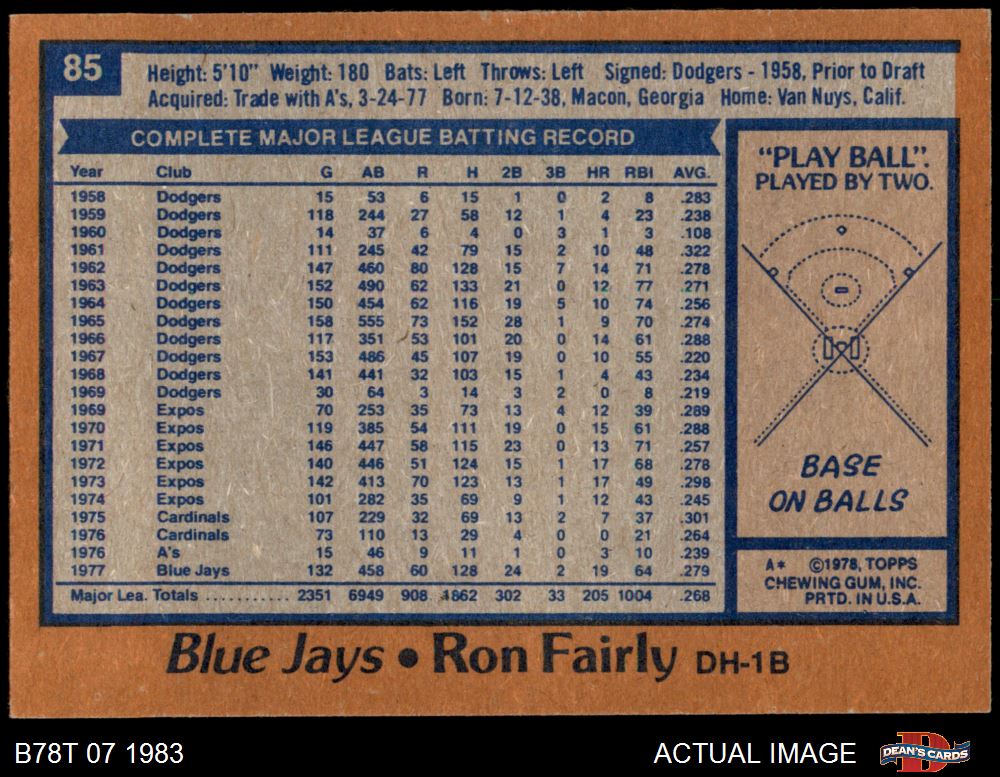 85
Height: 5'10" Weight: 180 Bats: Left Throws: Left Signed: Dodgers - 1958, Prior to Draft
Acquired: Trade with A's, 3-24-77 Born: 7-12-38, Macon, Georgia Home: Van Nuys, Calif.
COMPLETE MAJOR LEAGUE BATTING RECORD
Year Club G AB R H 2B 3B HR RBI AVG.
1958 Dodgers 15 53 6 15 1 0 2 8 .283
1959 Dodgers 118 244 27 58 12 1 4 23 .238
1960 Dodgers 14 37 6 4 0 3 1 3 .108
1961 Dodgers 111 245 42 79 15 2 10 48 .322
1962 Dodgers 147 460 80 128 15 7 14 71 .278
1963 Dodgers 152 490 62 133 21 0 12 77 .271
1964 Dodgers 150 454 62 116 19 5 10 74 .256
1965 Dodgers 158 555 73 152 28 1 9 70 .274
1966 Dodgers 117 351 53 101 20 0 14 61 .288
1967 Dodgers 153 486 45 107 19 0 10 55 .220
1968 Dodgers 141 441 32 103 15 1 4 43 .234
1969 Dodgers 30 64 3 14 3 2 0 8 .219
1969 Expos 70 253 35 73 13 4 12 39 .289
1970 Expos 119 385 54 111 19 0 15 61 .288
1971 Expos 146 447 58 115 23 0 13 71 .257
1972 Expos 140 446 51 124 15 1 17 68 .278
1973 Expos 142 413 70 123 13 1 17 49 .298
1974 Expos 101 282 35 69 9 1 12 43 .245
1975 Cardinals 107 229 32 69 13 2 7 37 .301
1976 Cardinals 73 110 13 29 4 0 0 21 .264
1976 A's 15 46 9 11 1 0 3 10 .239
1977 Blue Jays 132 458 60 128 24 2 19 64 .279
Major Lea. Totals ........... 2351 6949 908 1862 302 33 205 1004 .268
"PLAY BALL".
PLAYED BY TWO.
BASE
ON BALLS
A* ©1978, TOPPS
CHEWING GUM, INC.
PRTD. IN U.S.A.
Blue Jays • Ron Fairly DH-1B
B78T 07 1983
ACTUAL IMAGE
D
DEAN'S CARDS